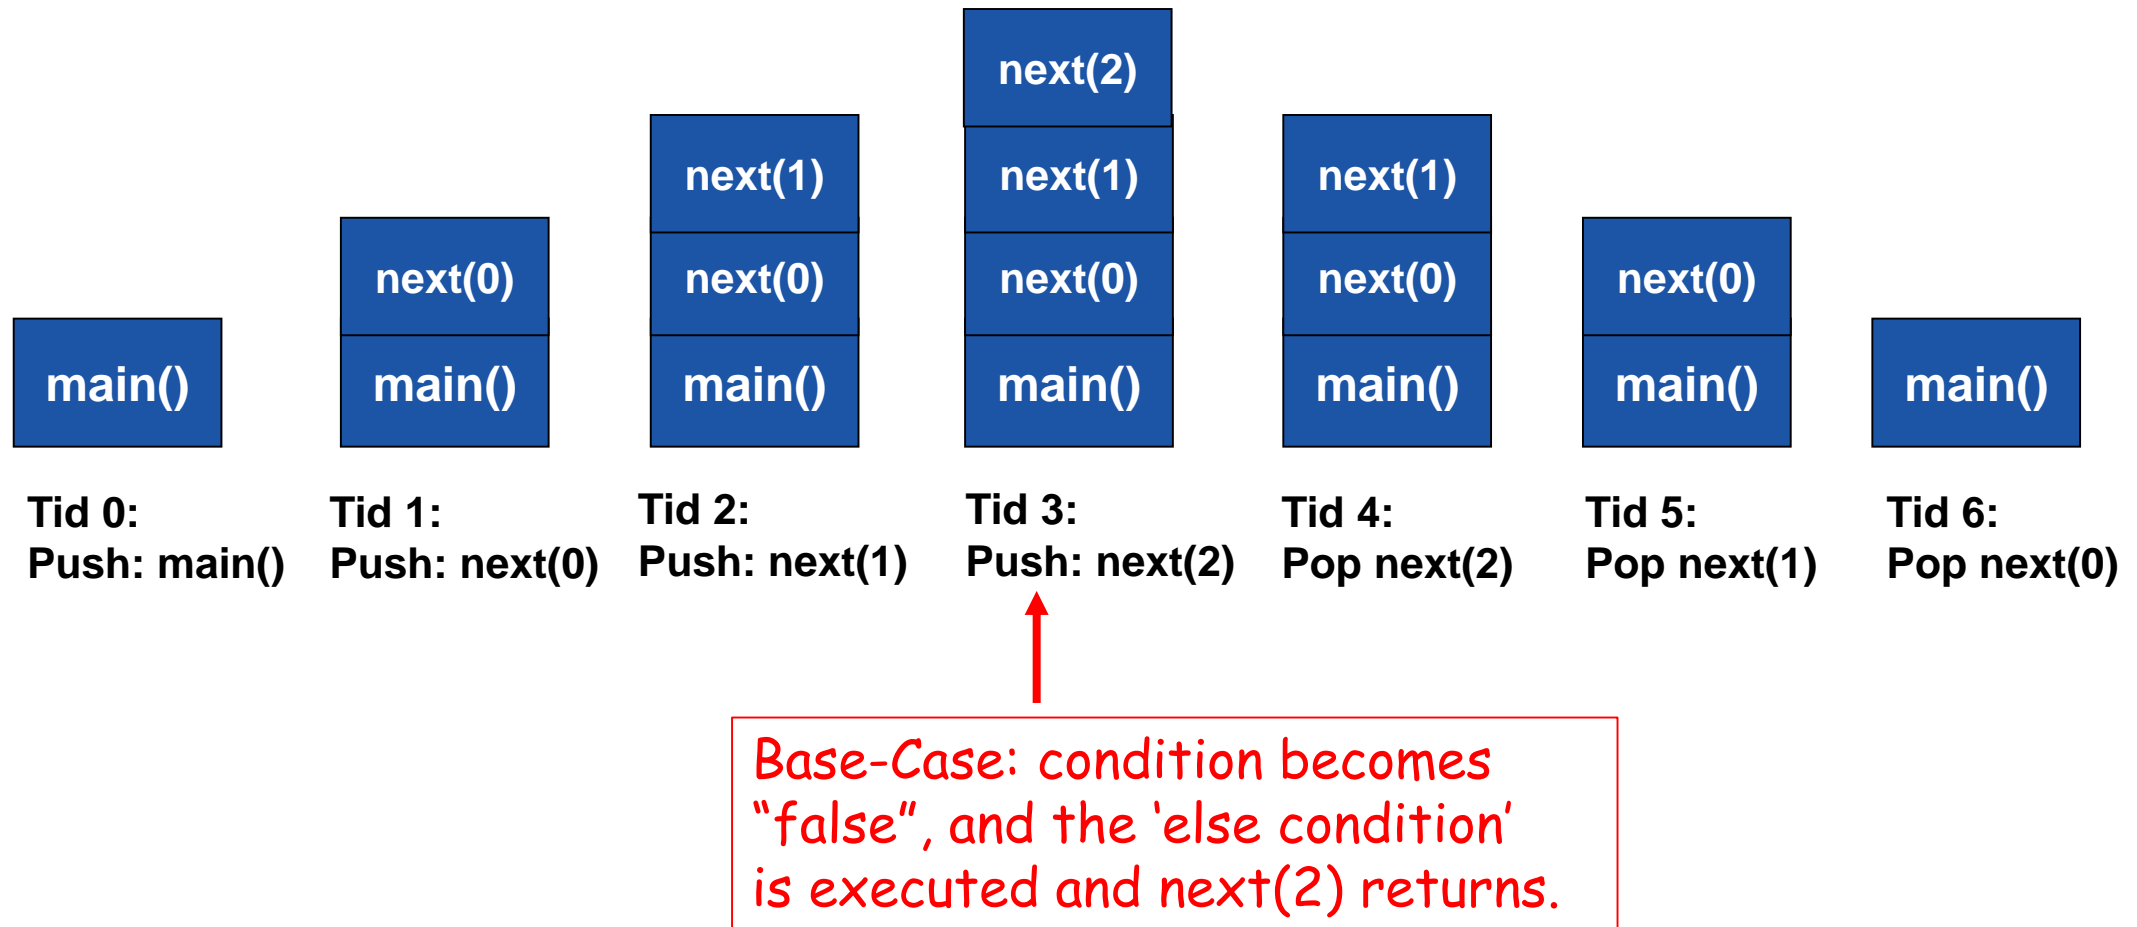 next(2)
next(1)
next(1)
next(1)
next(0)
next(0)
next(0)
next(0)
next(0)
main()
main()
main()
main()
main()
main()
main()
Tid 0:
Push: main()
Tid 1:
Push: next(0)
Tid 2:
Push: next(1)
Tid 3:
Push: next(2)
Tid 4:
Pop next(2)
Tid 5:
Pop next(1)
Tid 6:
Pop next(0)
Base-Case: condition becomes
“false”, and the ‘else condition’
is executed and next(2) returns.